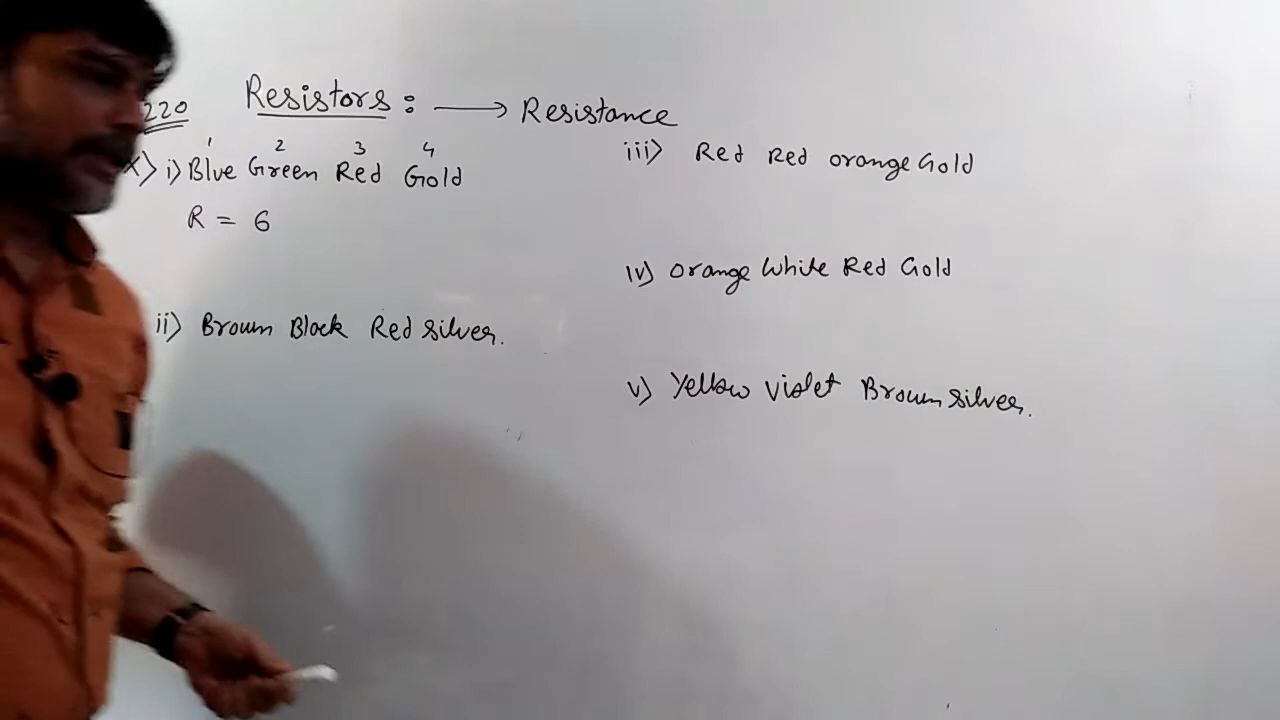 220
Resistors : → Resistance
1 2 3 4
i) Blue Green Red Gold
R = 6
ii) Brown Black Red silver.
iii) Red Red orange Gold
iv) orange White Red Gold
v) Yellow Violet Brown silver.